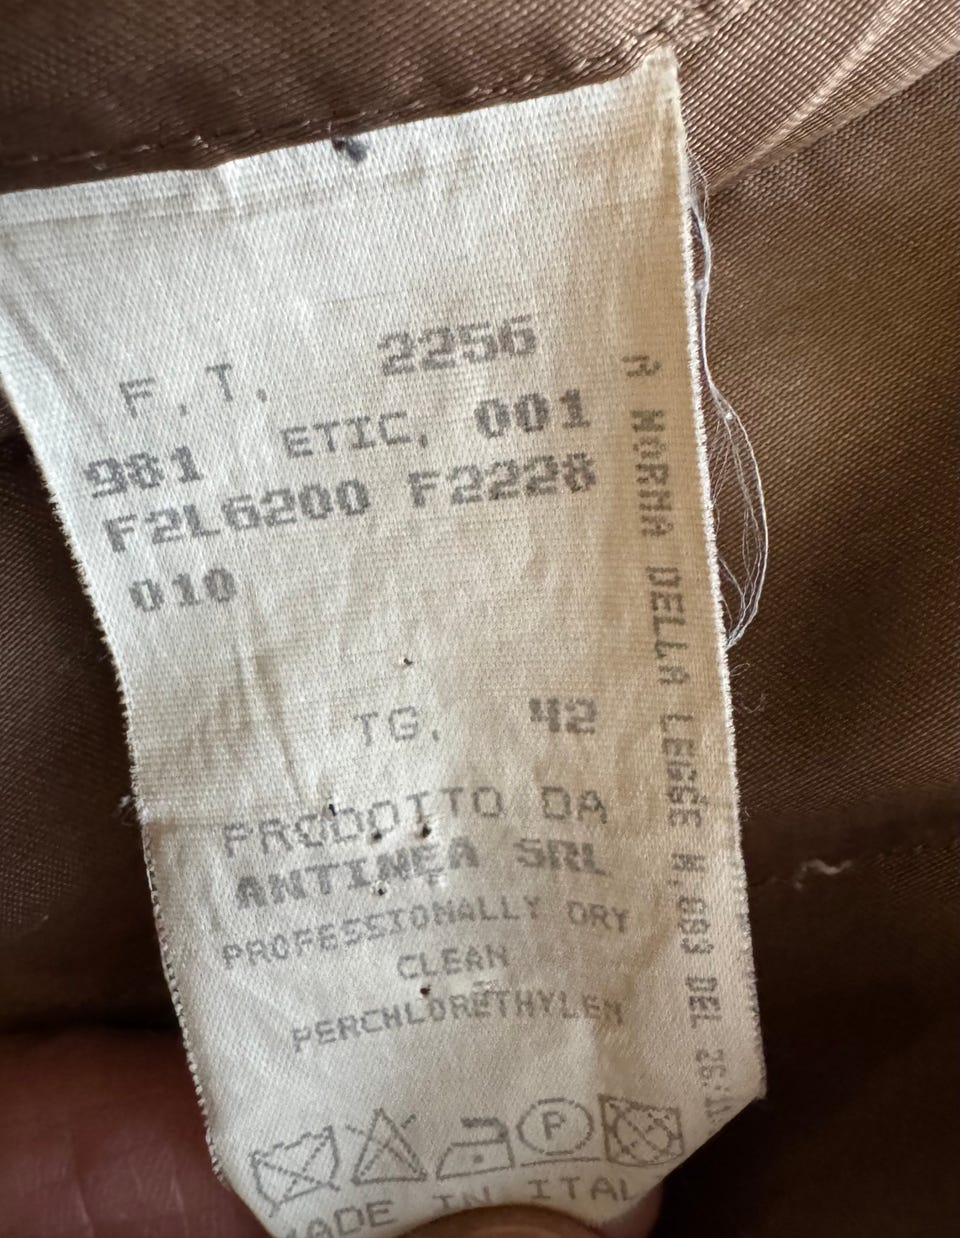 F.T. 2256
981 ETIC. 001
F2L6200 F2228
010
TG. 42
PRODOTTO DA
ANTINEA SRL
PROFESSIONALLY DRY
CLEAN
PERCHLORETHYLEN
P
MADE IN ITAL
A NORMA DELLA LEGGE N.883 DEL